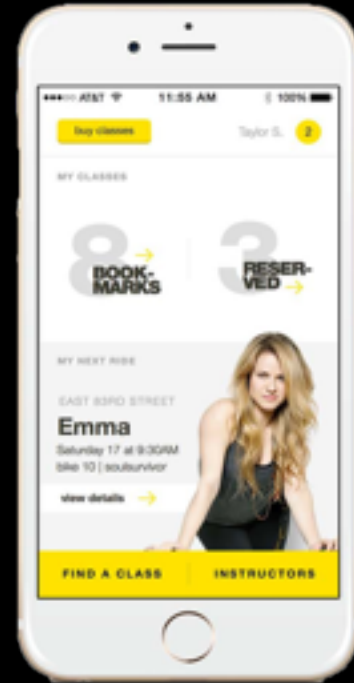 AT&T 11:55 AM 100%
buy classes Taylor S. 2
MY CLASSES
8 BOOK-
MARKS
3 RESER-
VED
MY NEXT RIDE
EAST 83RD STREET
Emma
Saturday 17 at 9:30AM
bike 10 | soulsurvivor
view details
FIND A CLASS INSTRUCTORS